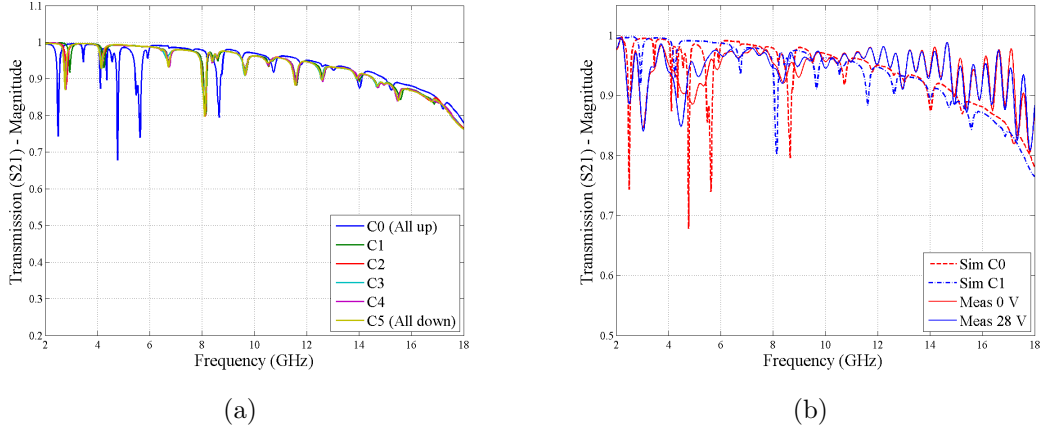 1.1
1
0.9
0.8
0.7
0.6
0.5
0.4
0.3
0.2
Transmission (S21) - Magnitude
C0 (All up)
C1
C2
C3
C4
C5 (All down)
2 4 6 8 10 12 14 16 18
Frequency (GHz)
(a)
1
0.9
0.8
0.7
0.6
0.5
Transmission (S21) - Magnitude
Sim C0
Sim C1
Meas 0 V
Meas 28 V
2 4 6 8 10 12 14 16 18
Frequency (GHz)
(b)